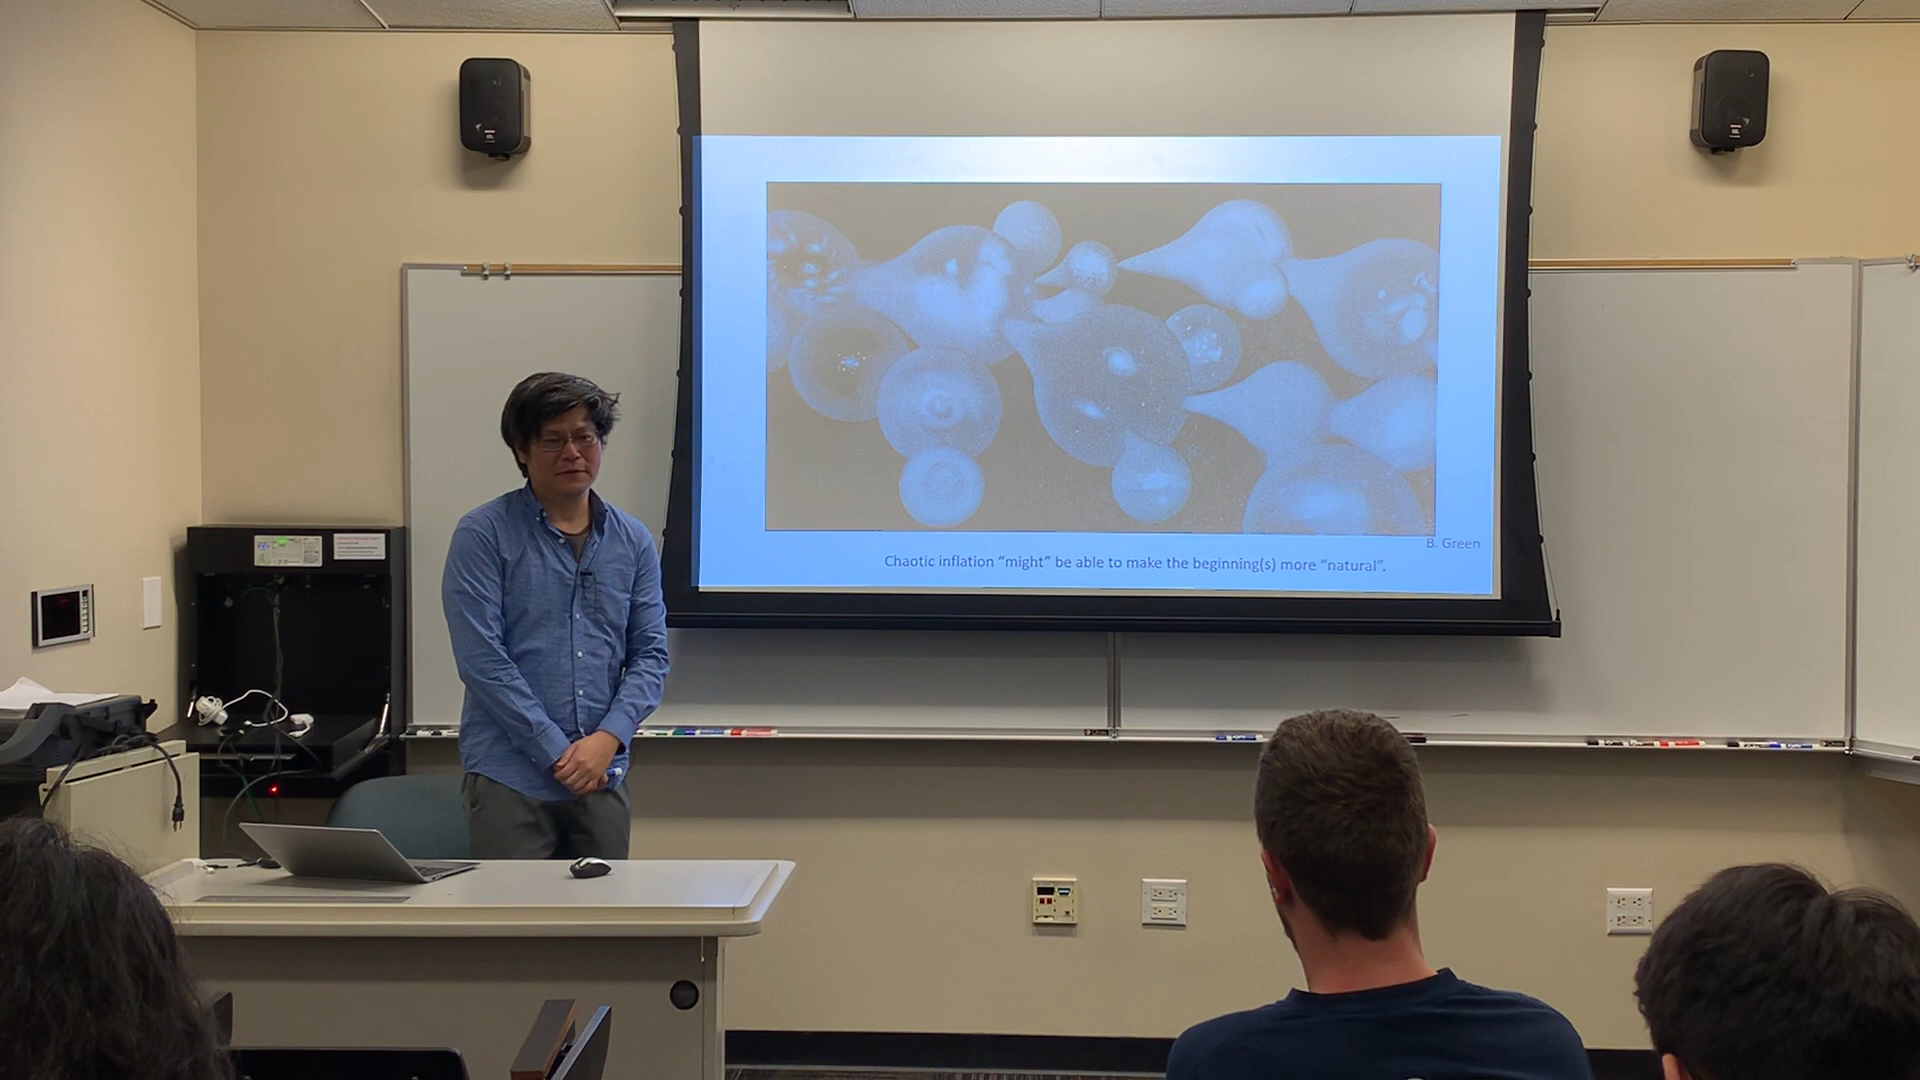 B. Green
Chaotic inflation “might” be able to make the beginning(s) more “natural”.